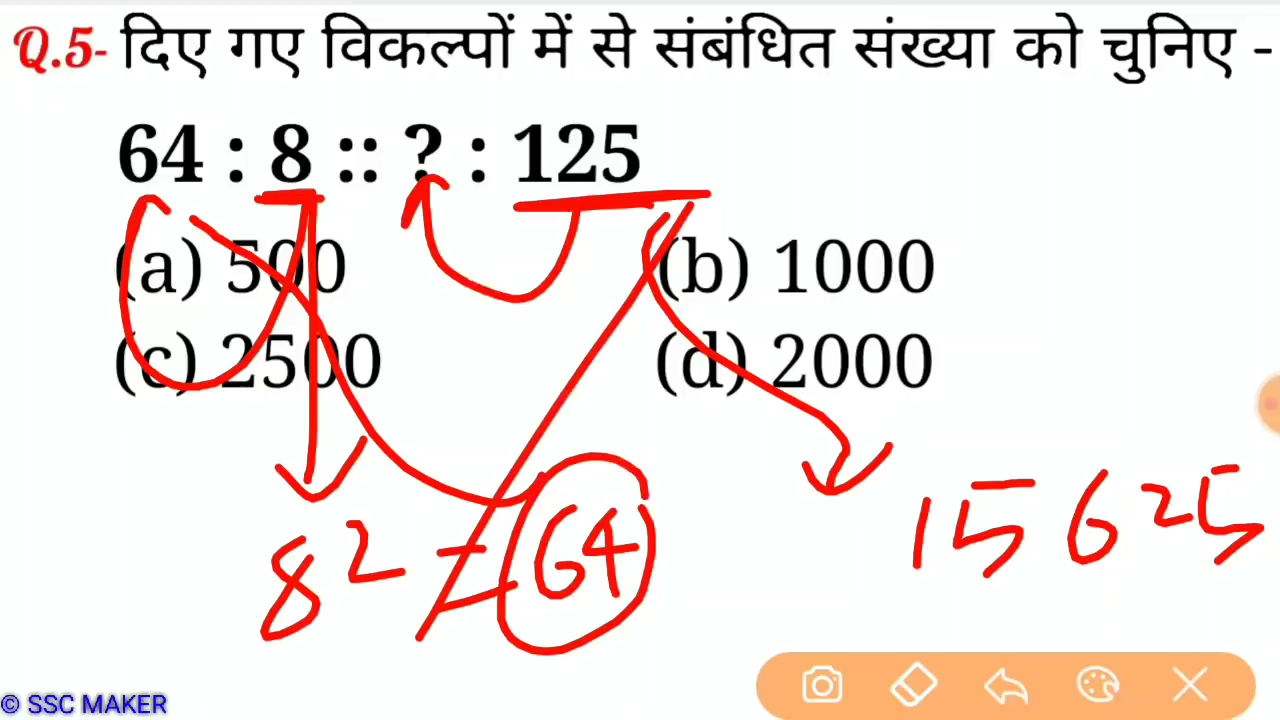 Q.5- दिए गए विकल्पों में से संबंधित संख्या को चुनिए -
64 : 8 :: ? : 125
(a) 500 (b) 1000
(c) 2500 (d) 2000
15625
8² = 64
© SSC MAKER